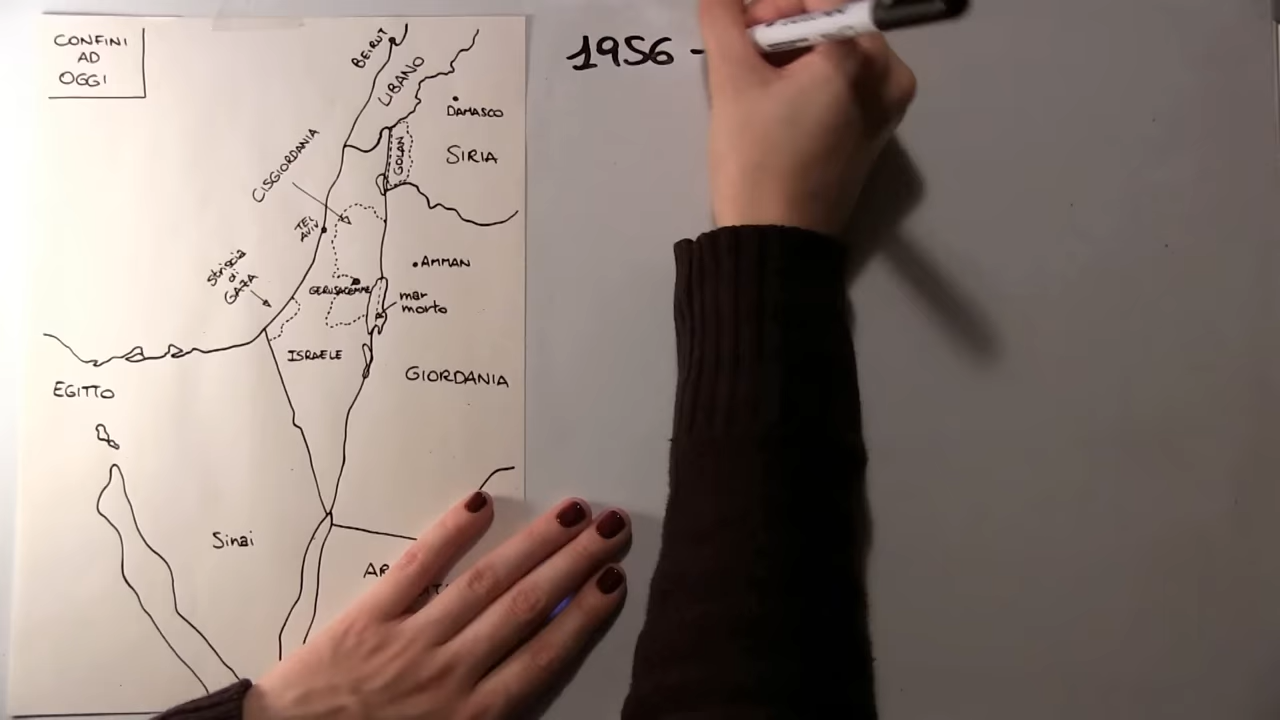 CONFINI
AD
OGGI
1956 -
BEIRUT
LIBANO
DAMASCO
GOLAN
SIRIA
CISGIORDANIA
TEL
AVIV
AMMAN
striscia
di
GAZA
GERUSALEMME
mar
morto
ISRAELE
GIORDANIA
EGITTO
Sinai
AR